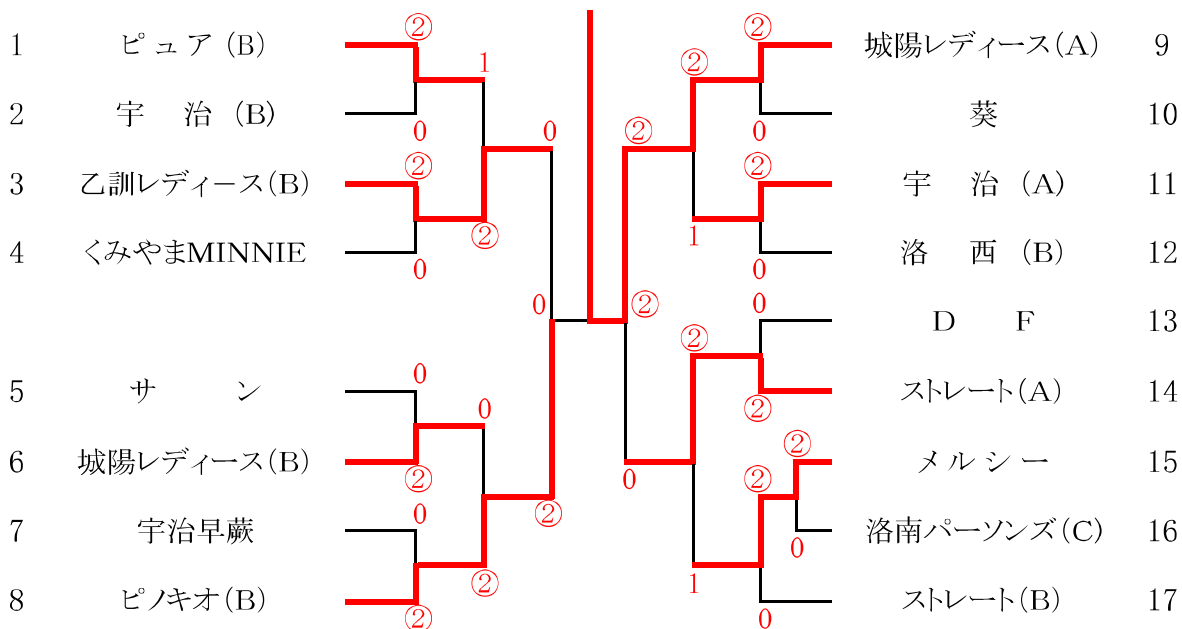 ② ②
1 ピュア(B) 1 ② 城陽レディース(A) 9
2 宇 治 (B) 0 0 ② 0 葵 10
3 乙訓レディース(B) ② ② 宇 治 (A) 11
② 1
4 くみやまMINNIE 0 0 洛 西 (B) 12
0 ② 0
D F 13
0 ②
5 サ ン 0 ② ストレート(A) 14
6 城陽レディース(B) ② 0 ② ② メルシー 15
0 ②
7 宇治早蕨 0 洛南パーソンズ(C) 16
② 1
8 ピノキオ(B) ② 0 ストレート(B) 17